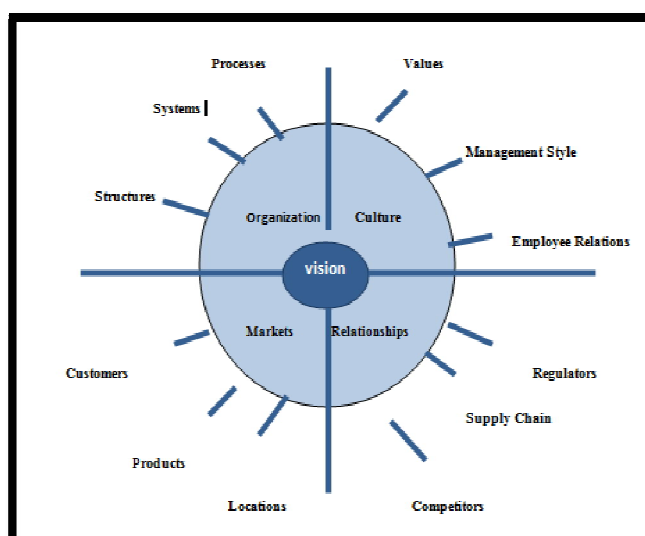 Processes
Values
Systems
Management Style
Structures
Organization
Culture
Employee Relations
vision
Markets
Relationships
Customers
Regulators
Supply Chain
Products
Locations
Competitors